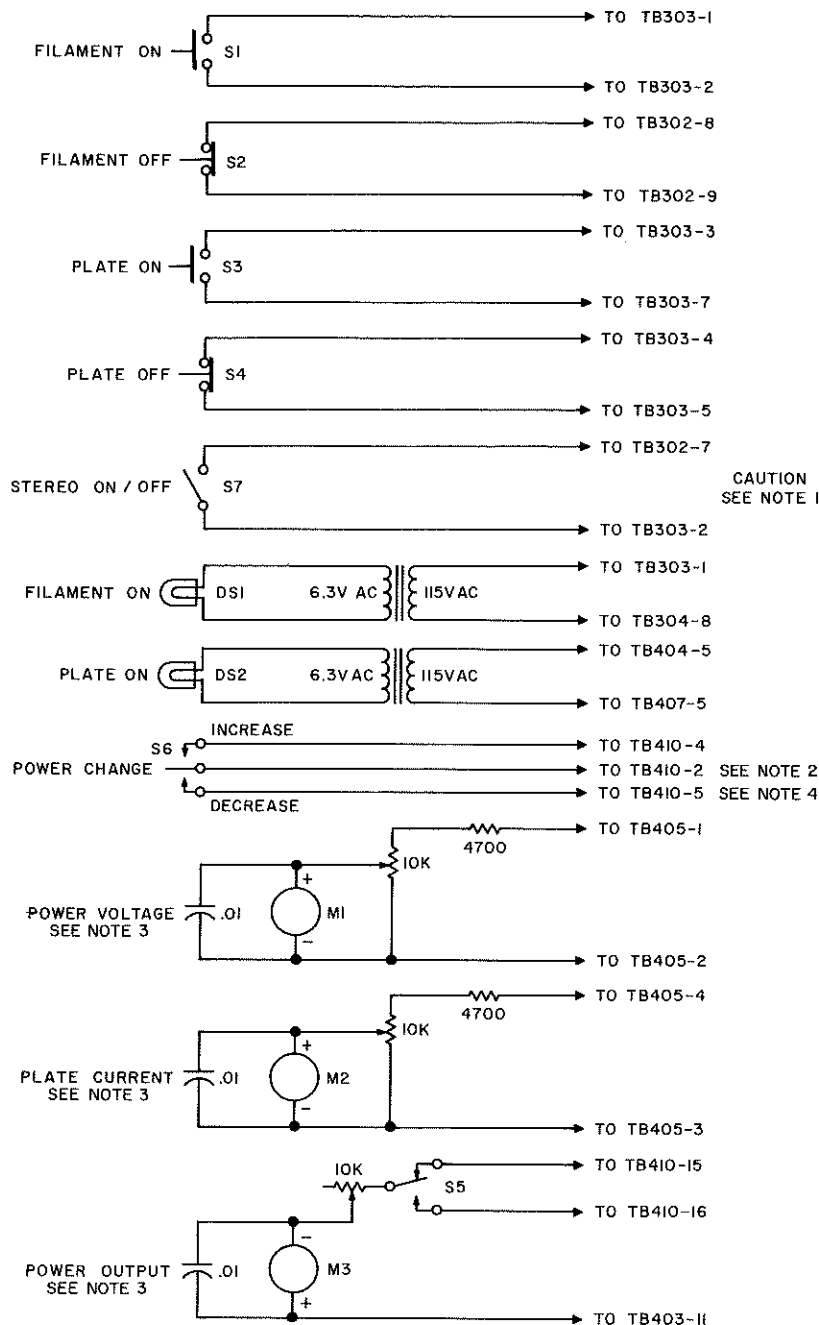 TO TB303-1
FILAMENT ON S1
TO TB303-2
TO TB302-8
FILAMENT OFF S2
TO TB302-9
TO TB303-3
PLATE ON S3
TO TB303-7
TO TB303-4
PLATE OFF S4
TO TB303-5
TO TB302-7
STEREO ON / OFF S7
CAUTION
SEE NOTE 1
TO TB303-2
TO TB303-1
FILAMENT ON DS1 6.3V AC 115VAC
TO TB304-8
TO TB404-5
PLATE ON DS2 6.3V AC 115VAC
TO TB407-5
INCREASE
S6 TO TB410-4
POWER CHANGE TO TB410-2 SEE NOTE 2
TO TB410-5 SEE NOTE 4
DECREASE
TO TB405-1
4700
10K
+
POWER VOLTAGE .01 M1
SEE NOTE 3
-
TO TB405-2
TO TB405-4
4700
10K
+
PLATE CURRENT .01 M2
SEE NOTE 3
-
TO TB405-3
TO TB410-15
10K
S5
TO TB410-16
-
POWER OUTPUT .01 M3
SEE NOTE 3
+
TO TB403-11